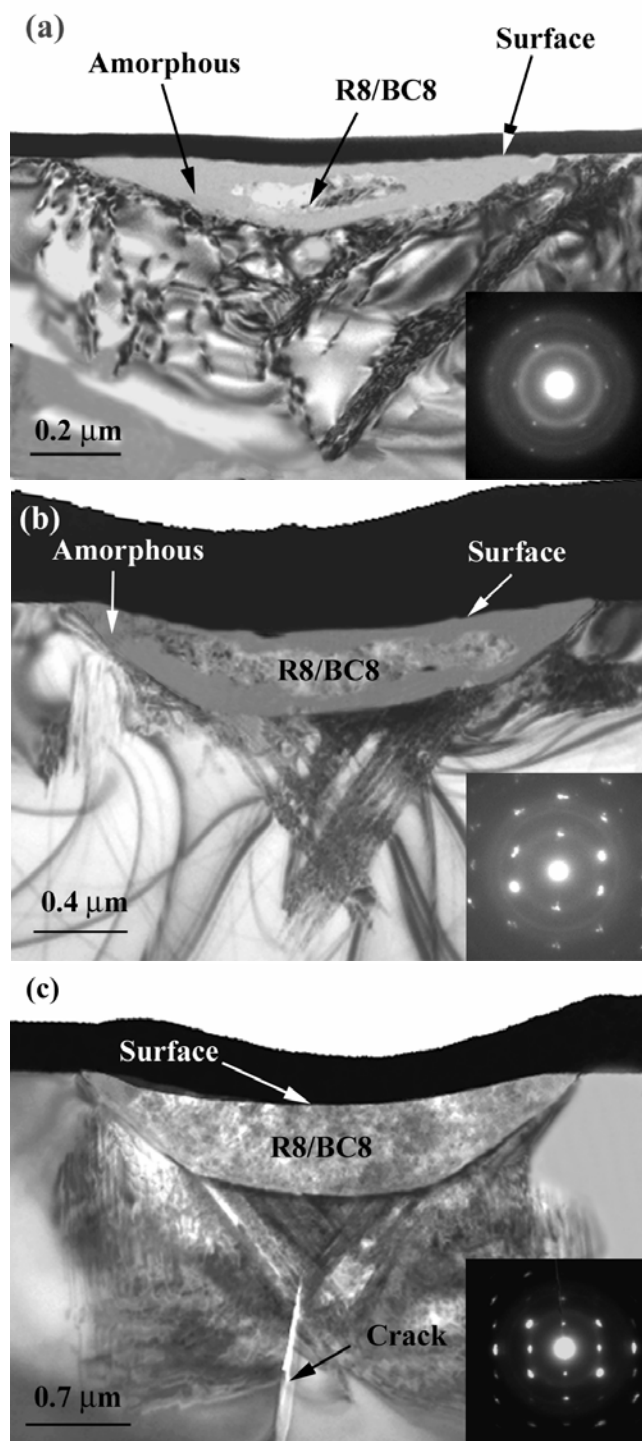 (a)
Surface
Amorphous
R8/BC8
0.2 μm
(b)
Amorphous
Surface
R8/BC8
0.4 μm
(c)
Surface
R8/BC8
Crack
0.7 μm